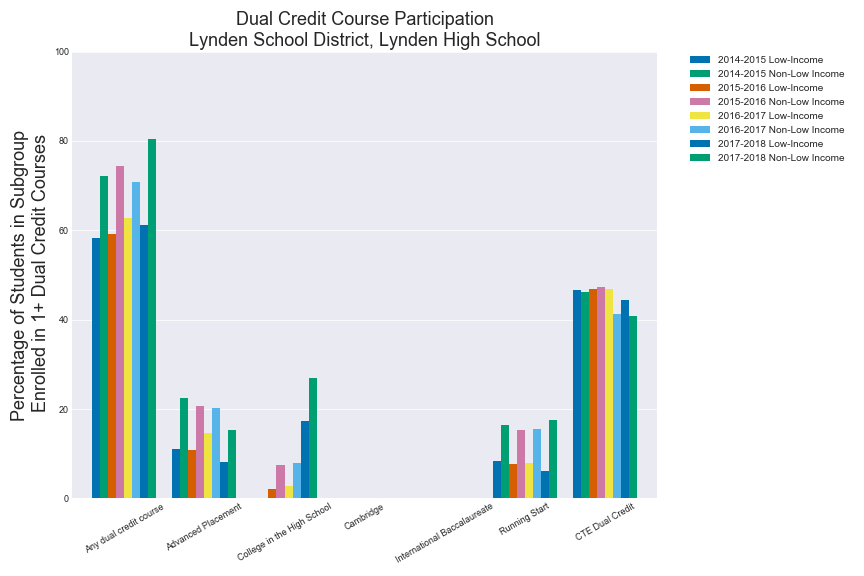 Dual Credit Course Participation
Lynden School District, Lynden High School
Percentage of Students in Subgroup
Enrolled in 1+ Dual Credit Courses
100
80
60
40
20
0
Any dual credit course
Advanced Placement
College in the High School
Cambridge
International Baccalaureate
Running Start
CTE Dual Credit
2014-2015 Low-Income
2014-2015 Non-Low Income
2015-2016 Low-Income
2015-2016 Non-Low Income
2016-2017 Low-Income
2016-2017 Non-Low Income
2017-2018 Low-Income
2017-2018 Non-Low Income